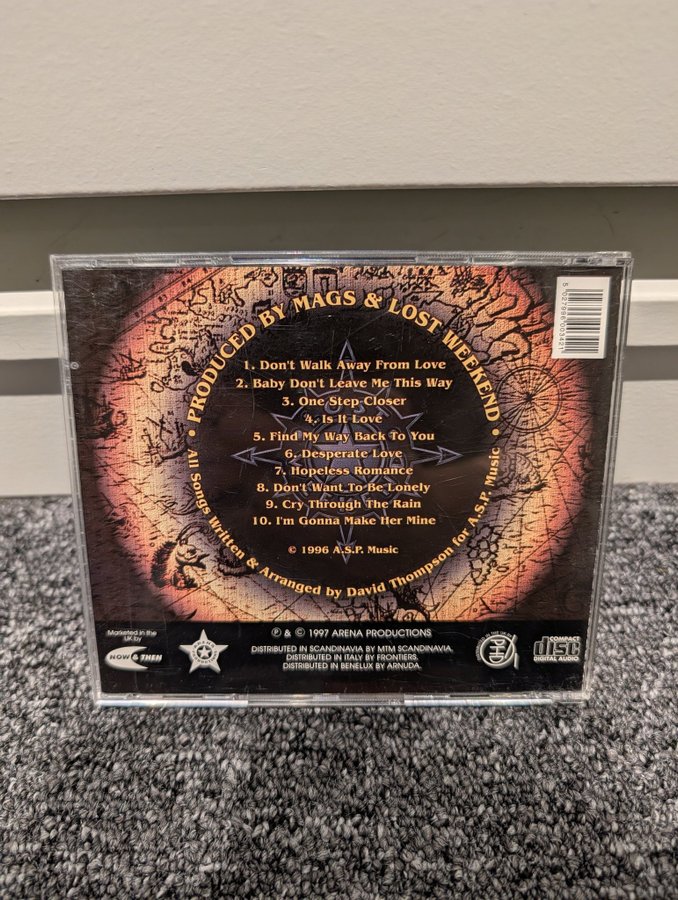 • PRODUCED BY MAGS & LOST WEEKEND •
1. Don't Walk Away From Love
2. Baby Don't Leave Me This Way
3. One Step Closer
4. Is It Love
5. Find My Way Back To You
6. Desperate Love
7. Hopeless Romance
8. Don't Want To Be Lonely
9. Cry Through The Rain
10. I'm Gonna Make Her Mine
© 1996 A.S.P. Music
All Songs Written & Arranged by David Thompson for A.S.P. Music
5 027996 003421
Marketed in the
UK by
NOW & THEN
ARENA
℗ & © 1997 ARENA PRODUCTIONS
DISTRIBUTED IN SCANDINAVIA BY MTM SCANDINAVIA.
DISTRIBUTED IN ITALY BY FRONTIERS.
DISTRIBUTED IN BENELUX BY ARNUDA.
COMPACT
disc
DIGITAL AUDIO